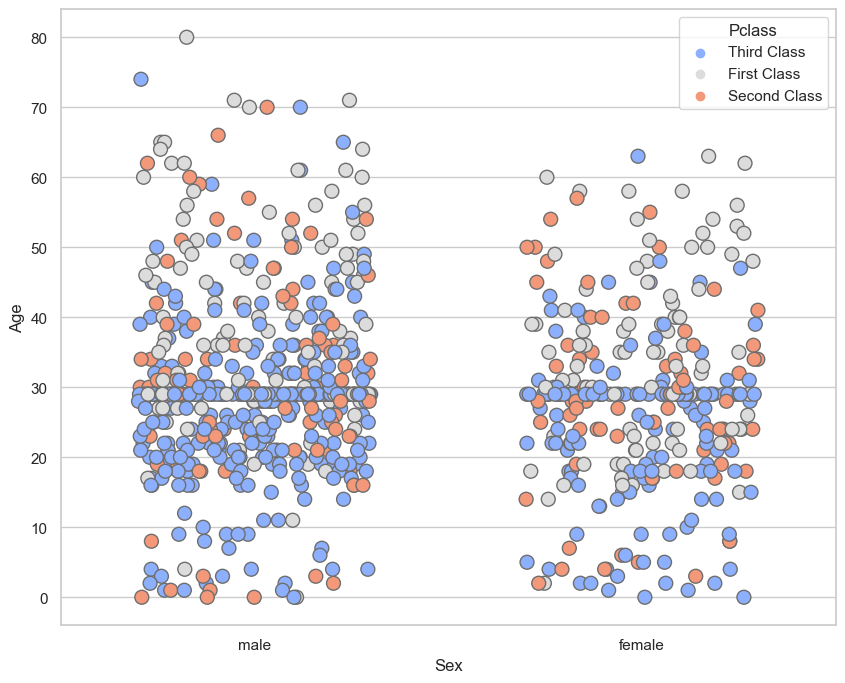 Pclass
Third Class
First Class
Second Class
Age
80
70
60
50
40
30
20
10
0
male
female
Sex